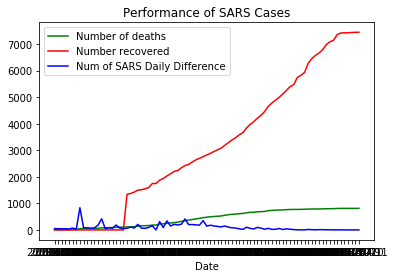 Performance of SARS Cases
Number of deaths
Number recovered
Num of SARS Daily Difference
7000
6000
5000
4000
3000
2000
1000
0
Date